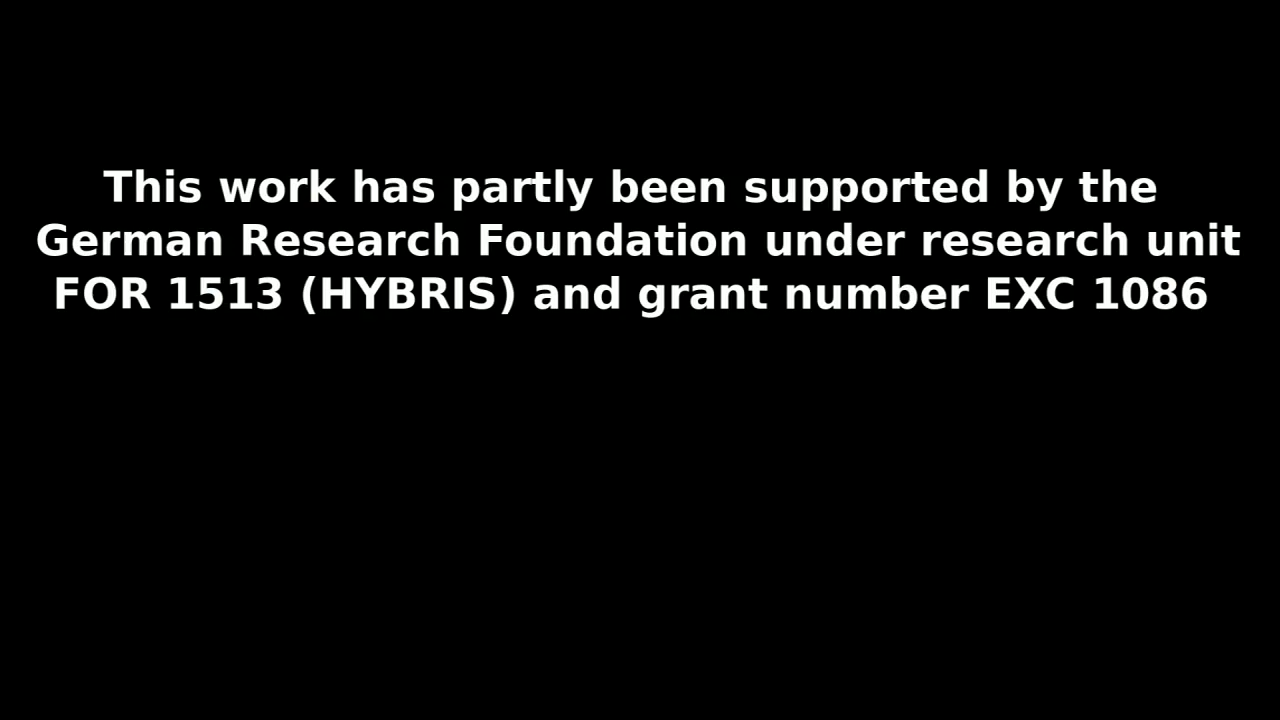 This work has partly been supported by the
German Research Foundation under research unit
FOR 1513 (HYBRIS) and grant number EXC 1086